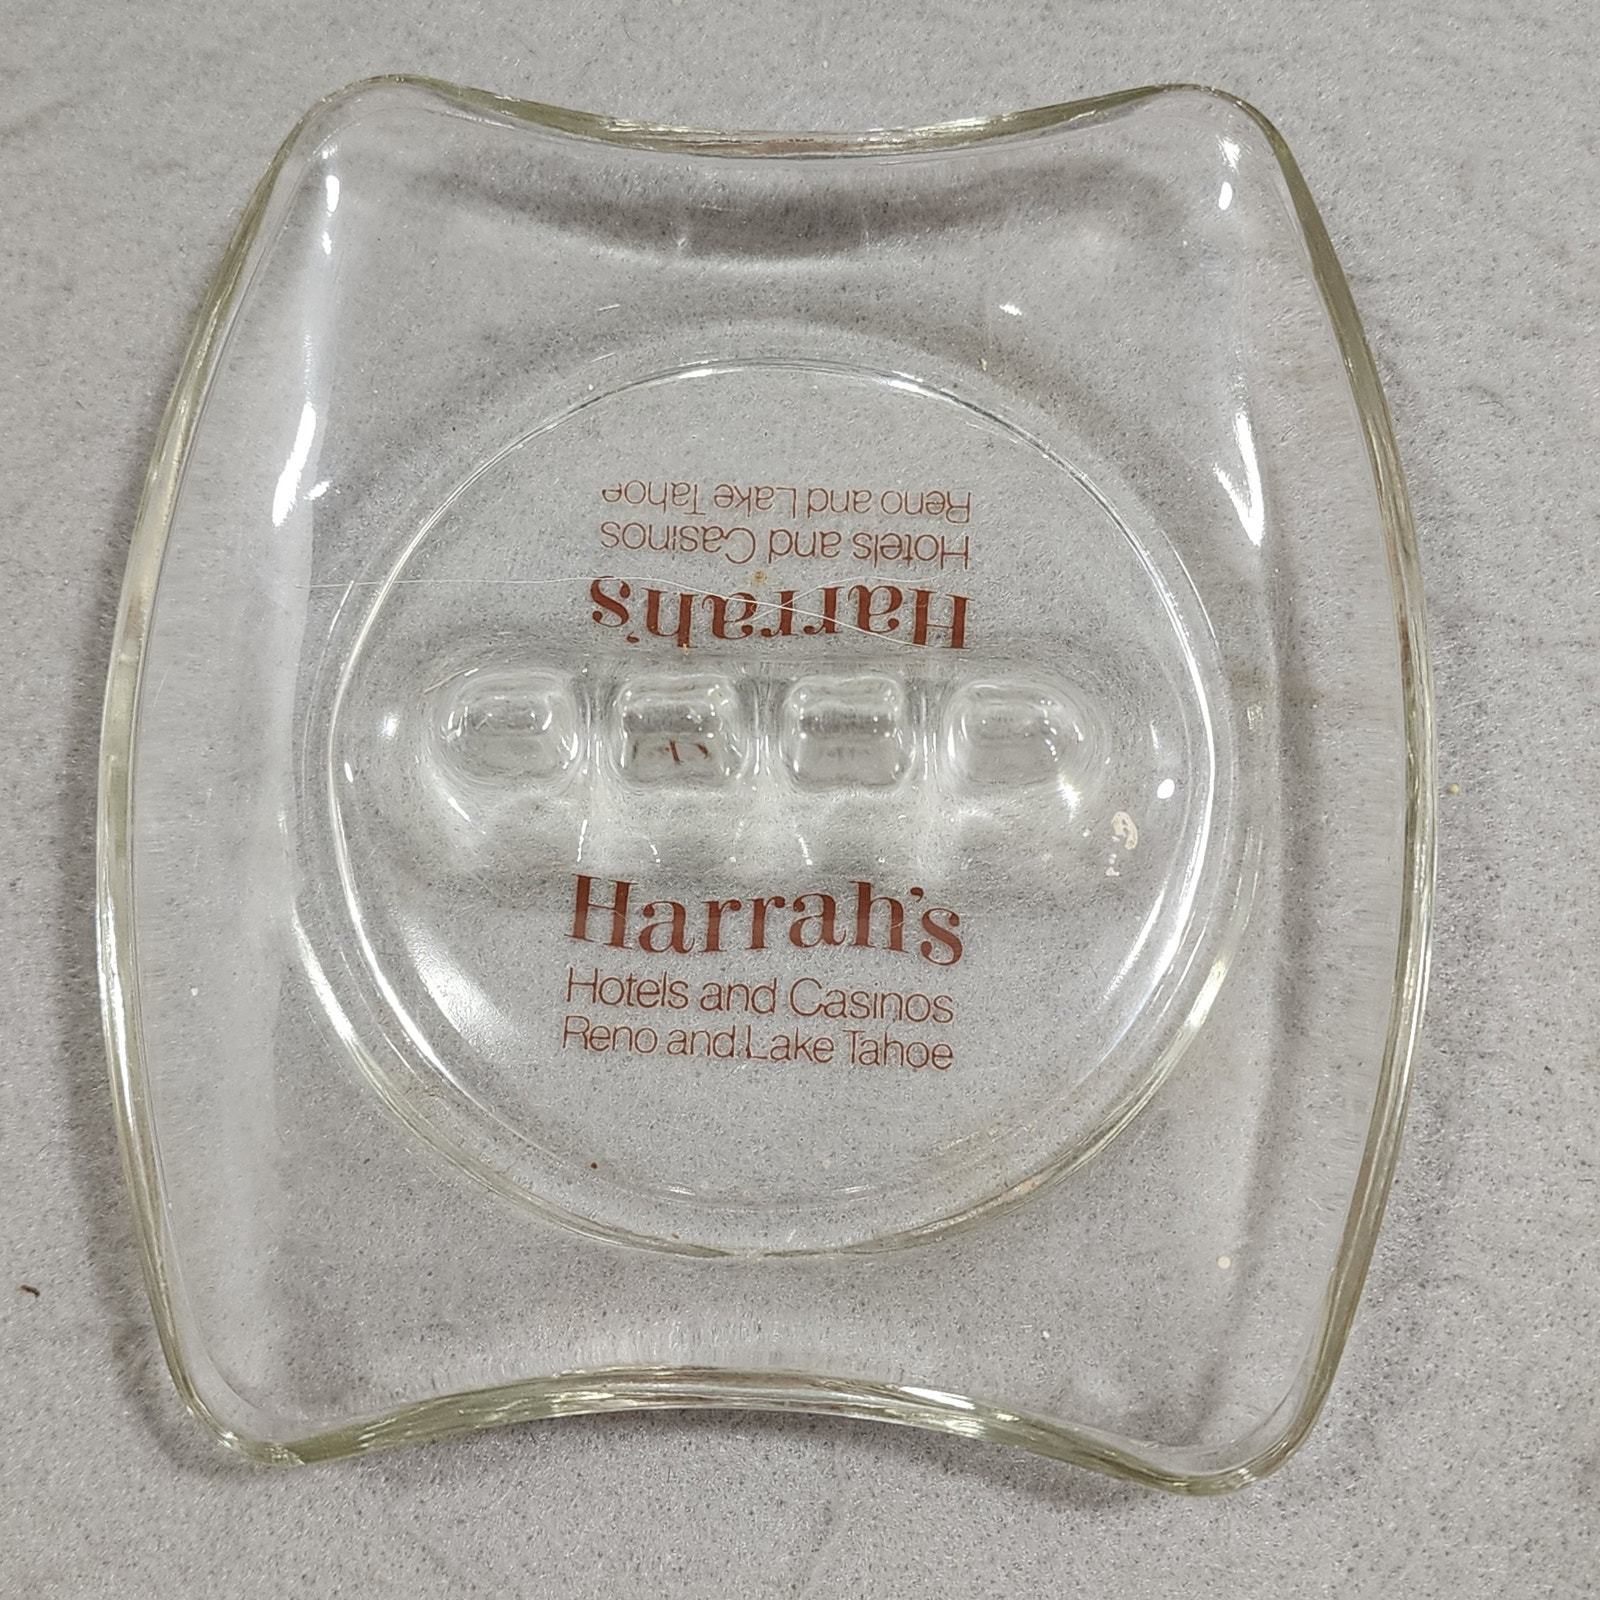 Reno and Lake Tahoe
Hotels and Casinos
Harrah's
Harrah's
Hotels and Casinos
Reno and Lake Tahoe